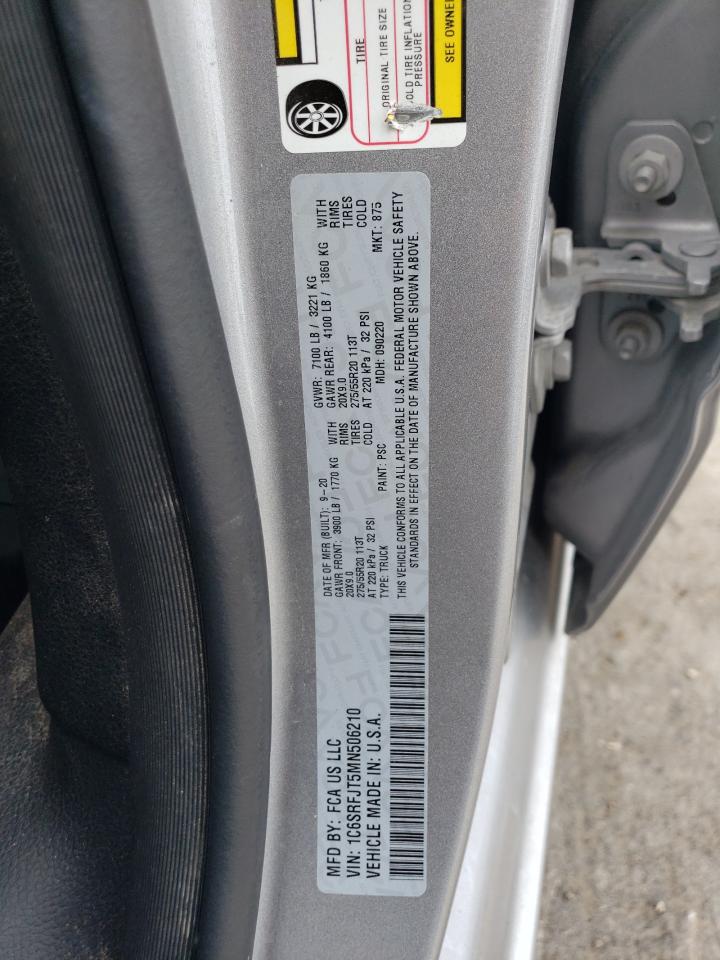 TIRE
ORIGINAL TIRE SIZE
COLD TIRE INFLATION
PRESSURE
SEE OWNER
MFD BY: FCA US LLC
VIN: 1C6SRFJT5MN506210
VEHICLE MADE IN: U.S.A.
DATE OF MFR (BUILT): 9-20
GAWR FRONT: 3900 LB / 1770 KG WITH
20X9.0 RIMS
275/55R20 113T TIRES
AT 220 kPa / 32 PSI COLD
TYPE: TRUCK PAINT: PSC
GVWR: 7100 LB / 3221 KG
GAWR REAR: 4100 LB / 1860 KG WITH
20X9.0 RIMS
275/55R20 113T TIRES
AT 220 kPa / 32 PSI COLD
MDH: 090220 MKT: 875
THIS VEHICLE CONFORMS TO ALL APPLICABLE U.S.A. FEDERAL MOTOR VEHICLE SAFETY
STANDARDS IN EFFECT ON THE DATE OF MANUFACTURE SHOWN ABOVE.